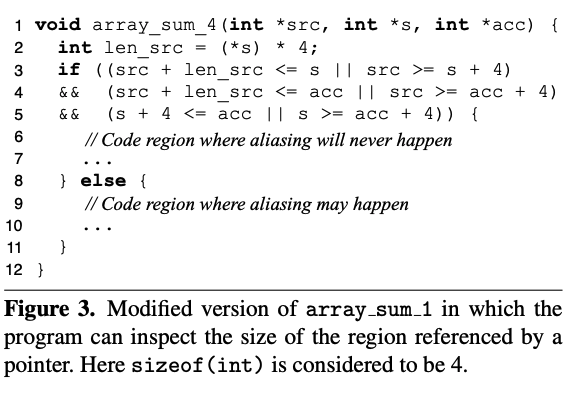 1 void array_sum_4(int *src, int *s, int *acc) {
2 int len_src = (*s) * 4;
3 if ((src + len_src <= s || src >= s + 4)
4 && (src + len_src <= acc || src >= acc + 4)
5 && (s + 4 <= acc || s >= acc + 4)) {
6 // Code region where aliasing will never happen
7 ...
8 } else {
9 // Code region where aliasing may happen
10 ...
11 }
12 }
Figure 3. Modified version of array_sum_1 in which the
program can inspect the size of the region referenced by a
pointer. Here sizeof(int) is considered to be 4.